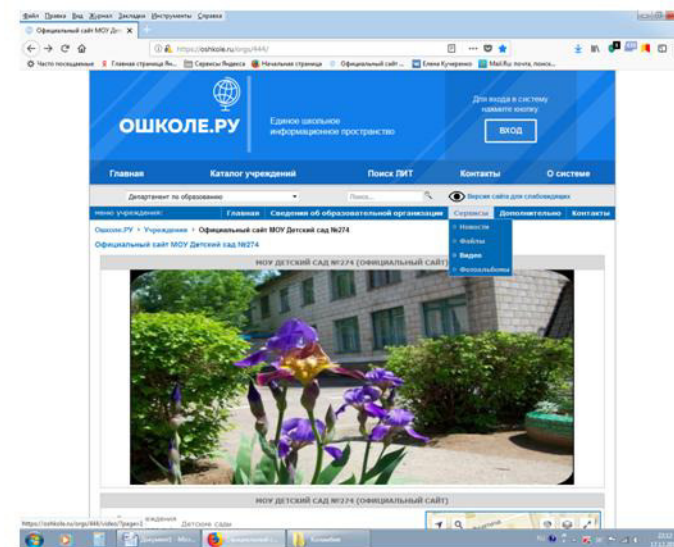 Файл Правка Вид Журнал Закладки Инструменты Справка
Официальный сайт МОУ Дет
https://oshkole.ru/orgs/444/
Часто посещаемые Главная страница Ян... Сервисы Яндекса Начальная страница Официальный сайт ... Елена Кучеренко Mail.Ru: почта, поиск...
ОШКОЛЕ.РУ
Единое школьное
информационное пространство
Для входа в систему
нажмите кнопку
ВХОД
Главная Каталог учреждений Поиск ЛИТ Контакты О системе
Департамент по образованию Поиск... Версия сайта для слабовидящих
меню учреждения: Главная Сведения об образовательной организации Сервисы Дополнительно Контакты
Ошколе.РУ Учреждения Официальный сайт МОУ Детский сад №274
Официальный сайт МОУ Детский сад №274
Новости
Файлы
Видео
Фотоальбомы
МОУ ДЕТСКИЙ САД №274 (ОФИЦИАЛЬНЫЙ САЙТ)
МОУ ДЕТСКИЙ САД №274 (ОФИЦИАЛЬНЫЙ САЙТ)
https://oshkole.ru/orgs/444/video/?page=1
Детские сады